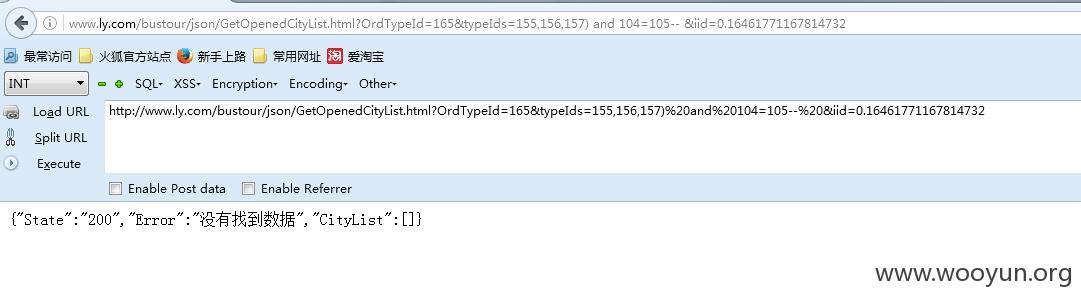 www.ly.com/bustour/json/GetOpenedCityList.html?OrdTypeId=165&typeIds=155,156,157) and 104=105-- &iid=0.16461771167814732
最常访问 火狐官方站点 新手上路 常用网址 淘 爱淘宝
INT SQL- XSS- Encryption- Encoding- Other-
Load URL http://www.ly.com/bustour/json/GetOpenedCityList.html?OrdTypeId=165&typeIds=155,156,157)%20and%20104=105--%20&iid=0.16461771167814732
Split URL
Execute
Enable Post data Enable Referrer
{"State":"200","Error":"没有找到数据","CityList":[]}
www.wooyun.org